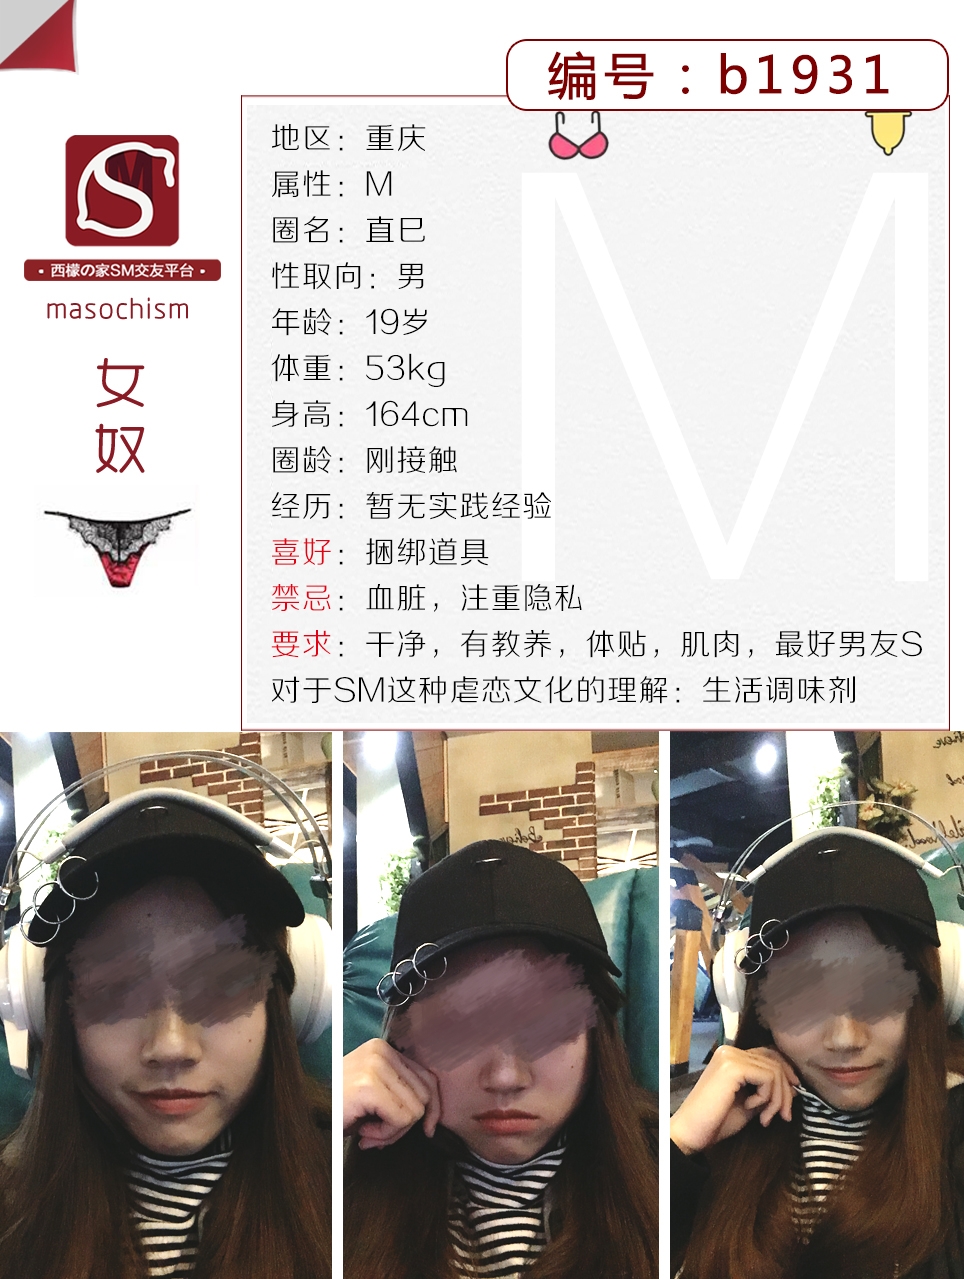 编号：b1931
地区：重庆
属性：M
圈名：直巳
性取向：男
年龄：19岁
体重：53kg
身高：164cm
圈龄：刚接触
经历：暂无实践经验
喜好：捆绑道具
禁忌：血脏，注重隐私
要求：干净，有教养，体贴，肌肉，最好男友S
对于SM这种虐恋文化的理解：生活调味剂
M
SM
·西檬の家SM交友平台·
masochism
女
奴